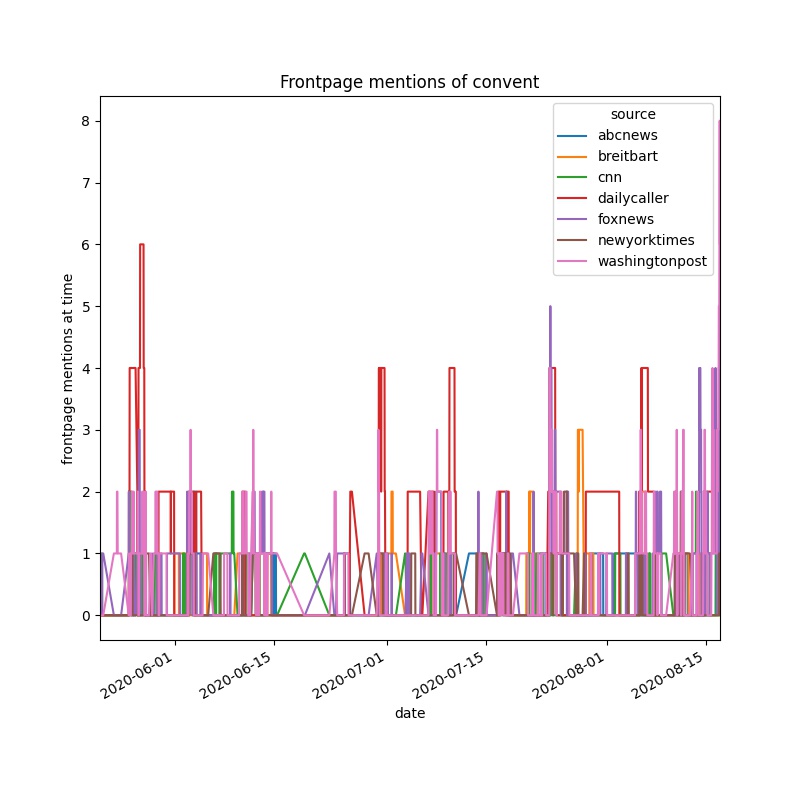 Frontpage mentions of convent
source
abcnews
breitbart
cnn
dailycaller
foxnews
newyorktimes
washingtonpost
frontpage mentions at time
8
7
6
5
4
3
2
1
0
2020-06-01
2020-06-15
2020-07-01
2020-07-15
2020-08-01
2020-08-15
date